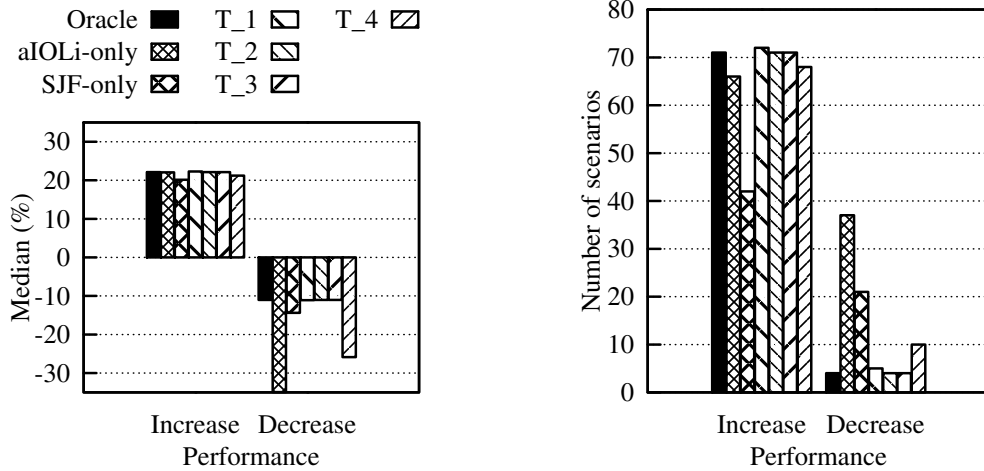 Oracle T_1 T_4
aIOLi-only T_2
SJF-only T_3
30
20
10
0
-10
-20
-30
Median (%)
Increase Decrease
Performance
80
70
60
50
40
30
20
10
0
Number of scenarios
Increase Decrease
Performance